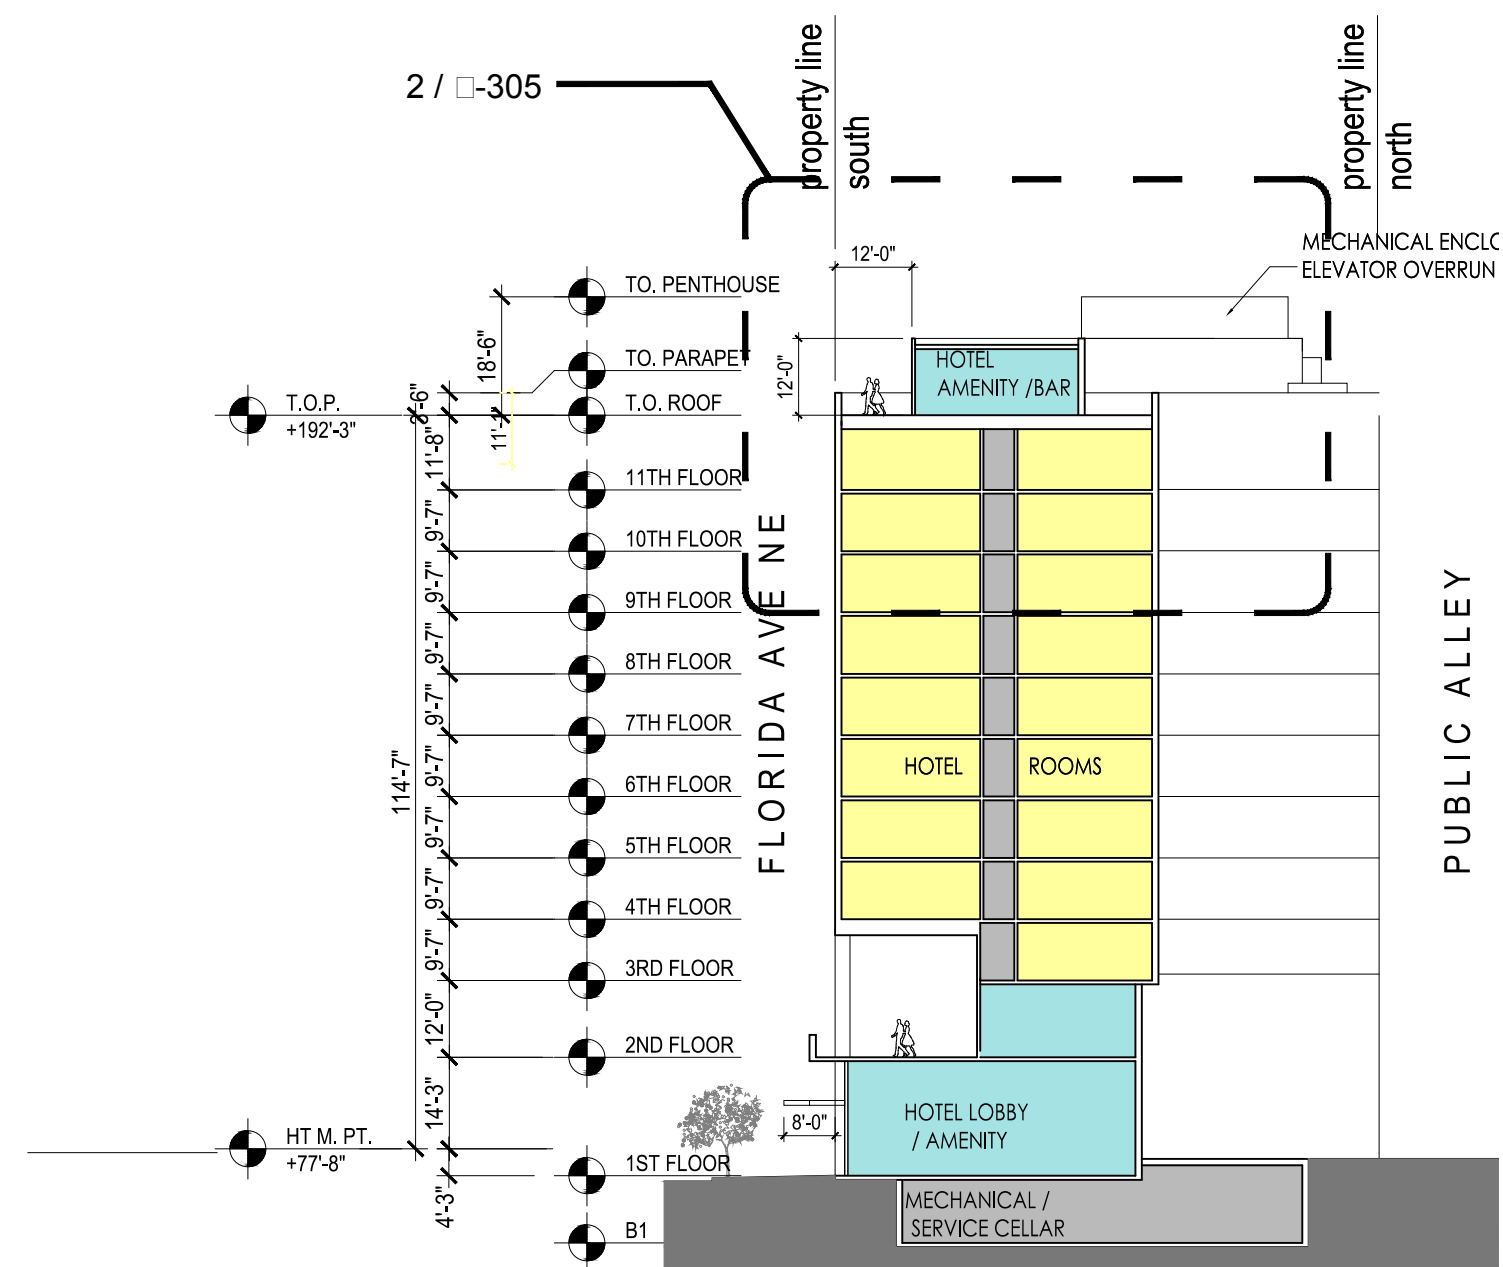 2 / □-305
property line
south
property line
north
MECHANICAL ENCLO
ELEVATOR OVERRUN
12'-0"
TO. PENTHOUSE
18'-6"
TO. PARAPET
12'-0"
HOTEL
AMENITY /BAR
T.O.P.
+192'-3"
T.O. ROOF
11'-8"
11TH FLOOR
9'-7"
10TH FLOOR
9'-7"
9TH FLOOR
9'-7"
8TH FLOOR
9'-7"
7TH FLOOR
9'-7"
6TH FLOOR
9'-7"
5TH FLOOR
9'-7"
4TH FLOOR
9'-7"
3RD FLOOR
12'-0"
2ND FLOOR
14'-3"
114'-7"
FLORIDA AVE NE
HOTEL ROOMS
PUBLIC ALLEY
HOTEL LOBBY
/ AMENITY
8'-0"
HT M. PT.
+77'-8"
1ST FLOOR
4'-3"
MECHANICAL /
SERVICE CELLAR
B1